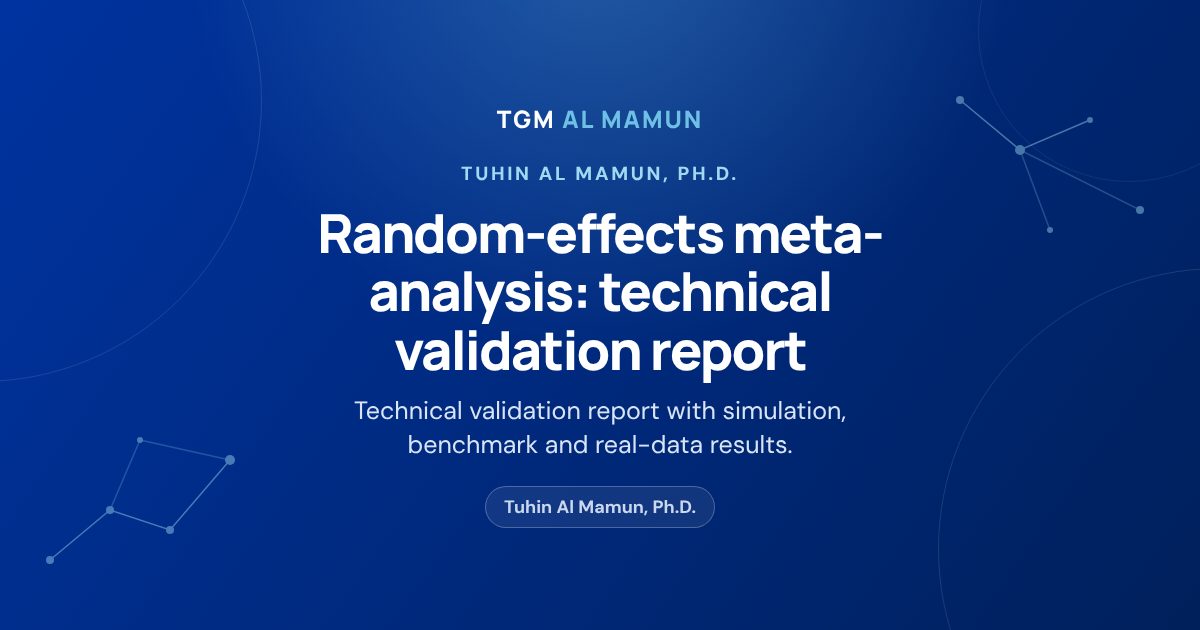 TGM AL MAMUN
TUHIN AL MAMUN, PH.D.
Random-effects meta-
analysis: technical
validation report
Technical validation report with simulation,
benchmark and real-data results.
Tuhin Al Mamun, Ph.D.